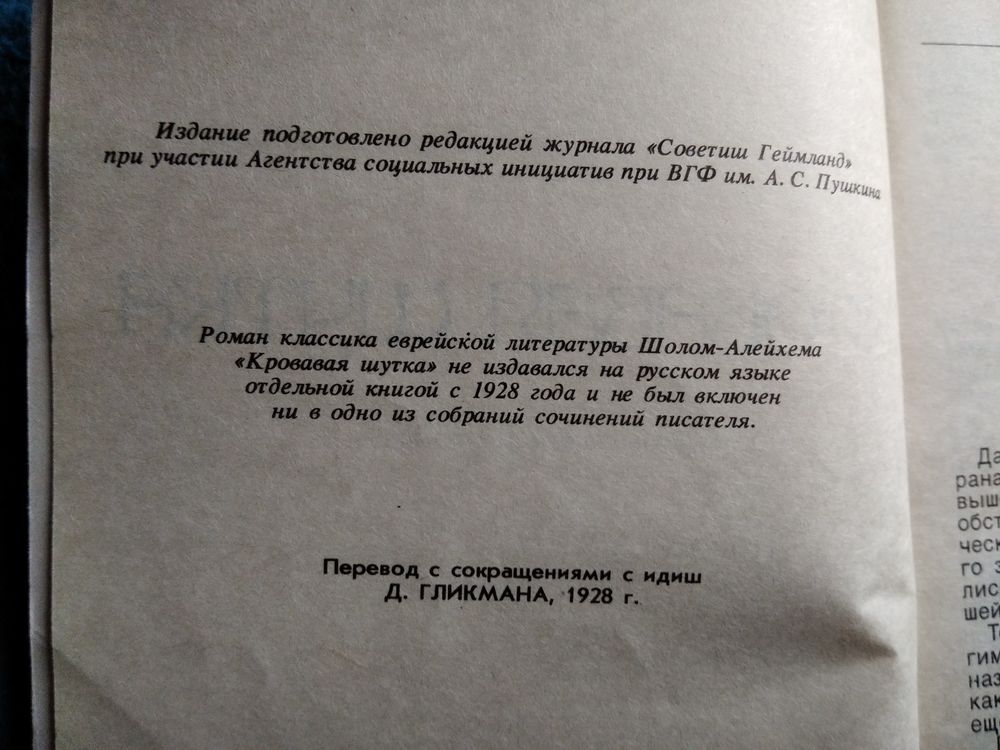 Издание подготовлено редакцией журнала «Советиш Геймланд»
при участии Агентства социальных инициатив при ВГФ им. А. С. Пушкина
Роман классика еврейской литературы Шолом-Алейхема
«Кровавая шутка» не издавался на русском языке
отдельной книгой с 1928 года и не был включен
ни в одно из собраний сочинений писателя.
Перевод с сокращениями с идиш
Д. ГЛИКМАНА, 1928 г.